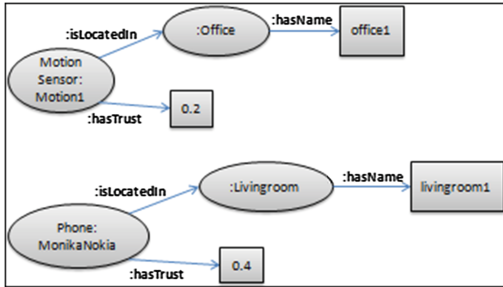 :isLocatedIn
:Office
:hasName
office1
Motion
Sensor:
Motion1
:hasTrust
0.2
:isLocatedIn
:Livingroom
:hasName
livingroom1
Phone:
MonikaNokia
:hasTrust
0.4